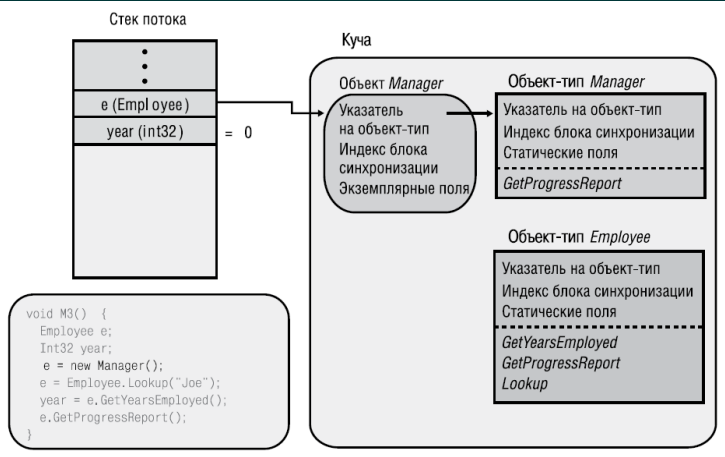 Стек потока
e (Empl oyee)
year (int32)
= 0
Куча
Объект Manager
Указатель
на объект-тип
Индекс блока
синхронизации
Экземплярные поля
Объект-тип Manager
Указатель на объект-тип
Индекс блока синхронизации
Статические поля
GetProgressReport
Объект-тип Employee
Указатель на объект-тип
Индекс блока синхронизации
Статические поля
GetYearsEmployed
GetProgressReport
Lookup
void M3() {
Employee e;
Int32 year;
e = new Manager();
e = Employee.Lookup("Joe");
year = e.GetYearsEmployed();
e.GetProgressReport();
}